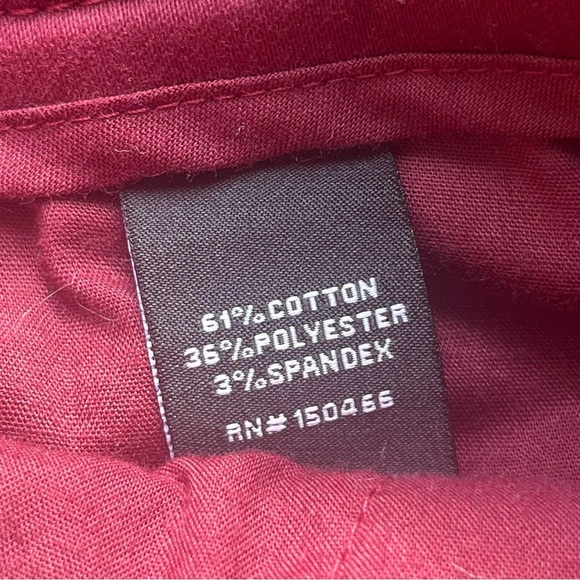 61%COTTON
36%POLYESTER
3%SPANDEX
RN#150466